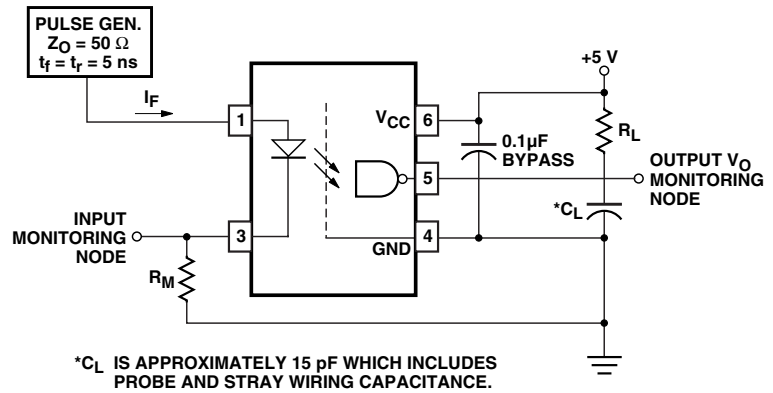 PULSE GEN.
Z_O = 50 Ω
t_f = t_r = 5 ns
I_F
1
3
INPUT
MONITORING
NODE
R_M
V_CC
6
5
GND
4
0.1µF
BYPASS
+5 V
R_L
*C_L
OUTPUT V_O
MONITORING
NODE
*C_L IS APPROXIMATELY 15 pF WHICH INCLUDES
PROBE AND STRAY WIRING CAPACITANCE.